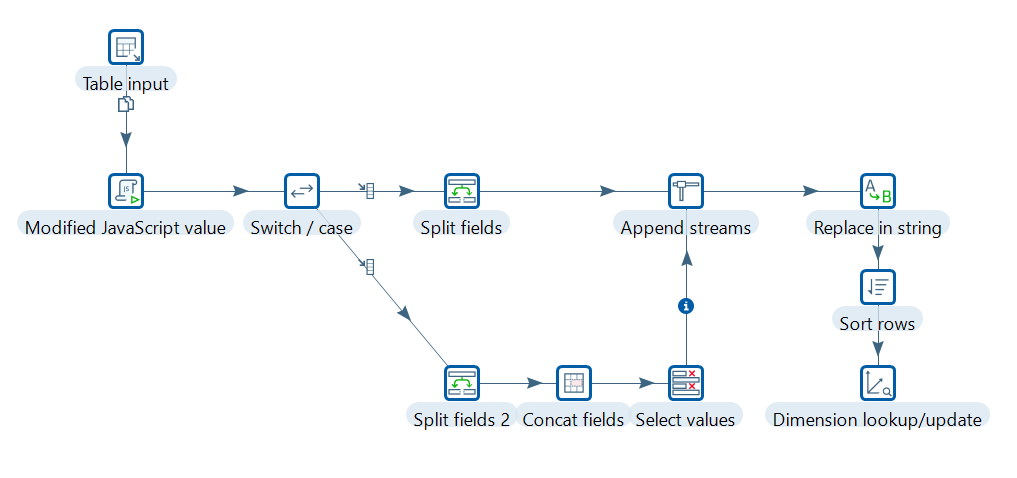 Table input
Modified JavaScript value
Switch / case
Split fields
Append streams
Replace in string
Sort rows
Split fields 2
Concat fields
Select values
Dimension lookup/update
JS
A
B
i